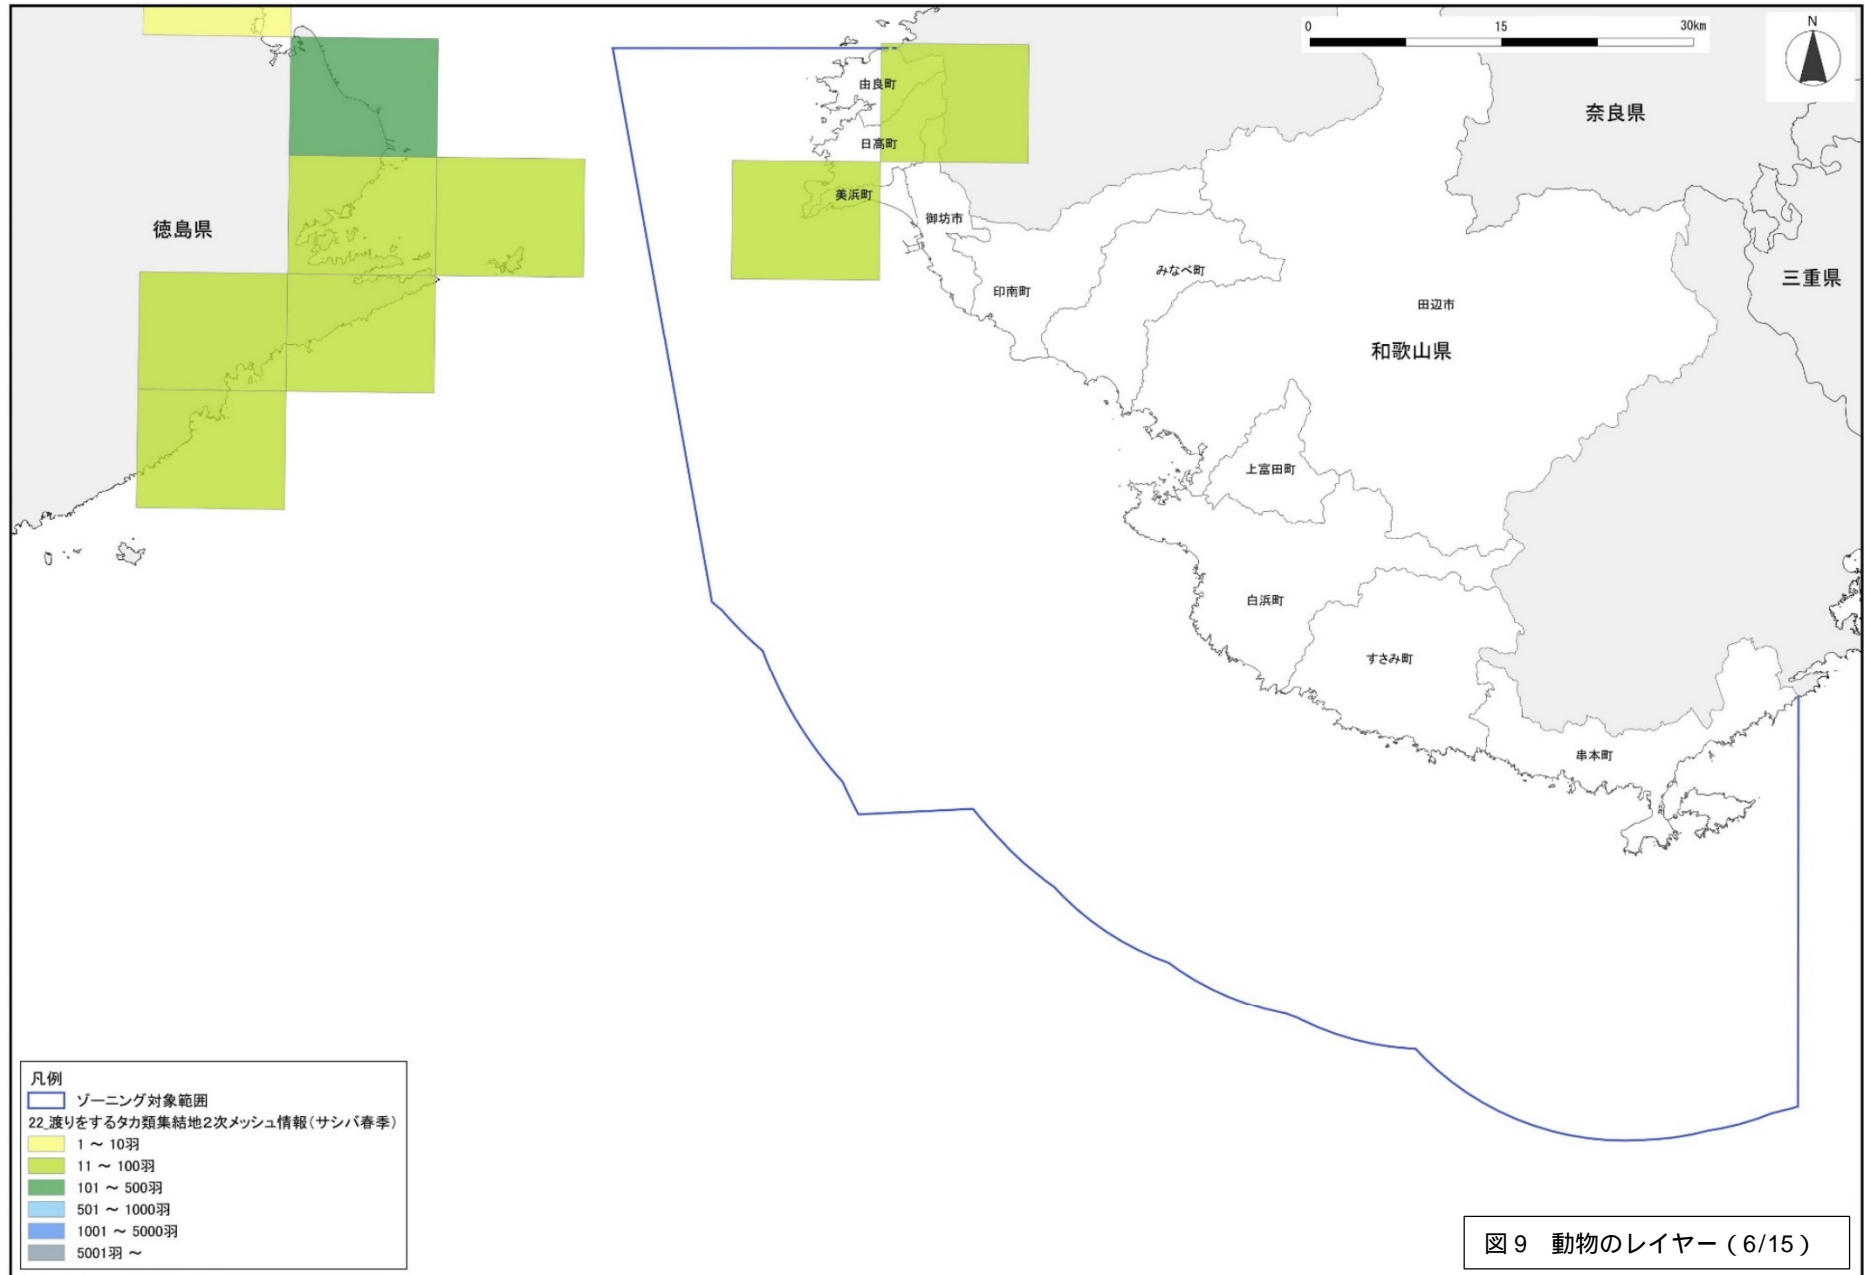 0 15 30km
N
由良町
奈良県
日高町
美浜町
御坊市
徳島県
みなべ町
三重県
印南町
田辺市
和歌山県
上富田町
白浜町
すさみ町
串本町
凡例
ゾーニング対象範囲
22_渡りをするタカ類集結地2次メッシュ情報(サシバ春季)
1 ~ 10羽
11 ~ 100羽
101 ~ 500羽
501 ~ 1000羽
1001 ~ 5000羽
5001羽 ~
図9 動物のレイヤー(6/15)